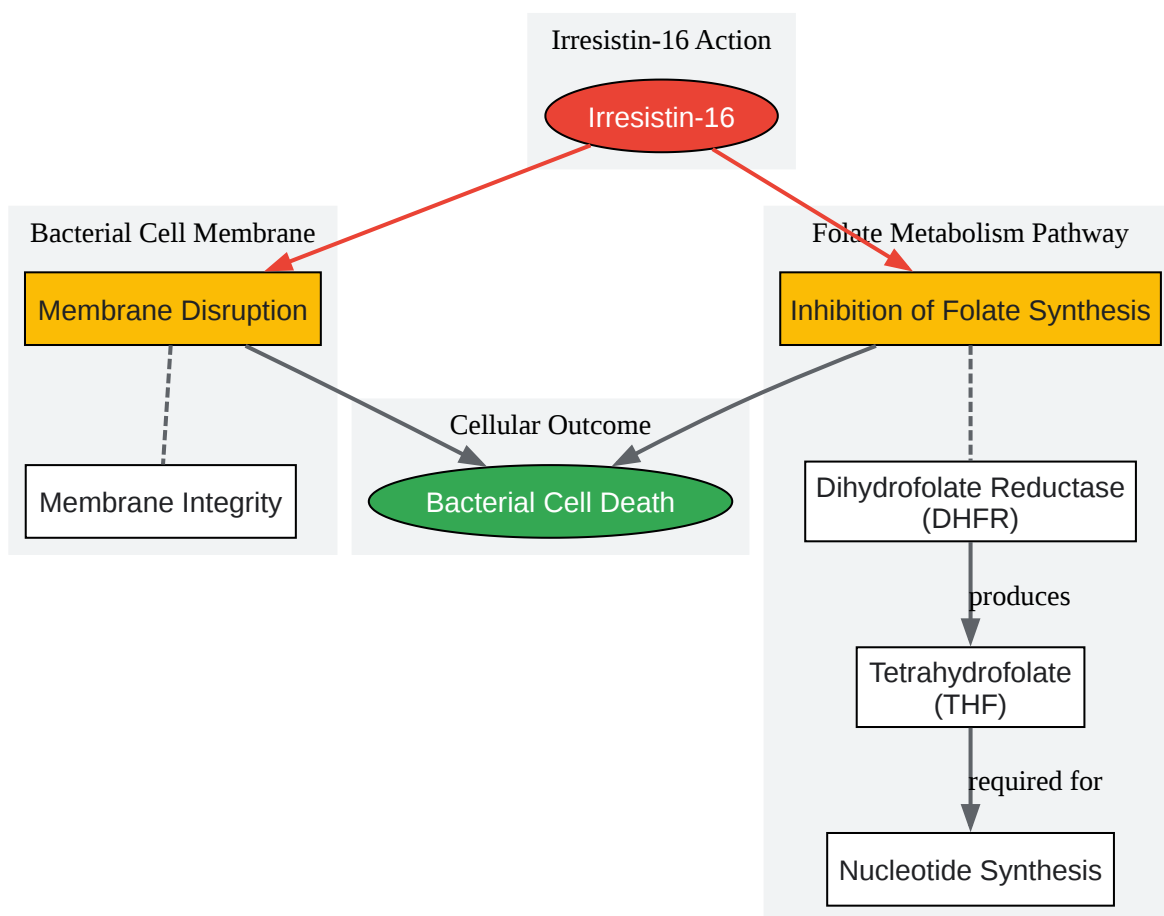 Irresistin-16 Action
Irresistin-16
Bacterial Cell Membrane
Folate Metabolism Pathway
Membrane Disruption
Inhibition of Folate Synthesis
Cellular Outcome
Membrane Integrity
Bacterial Cell Death
Dihydrofolate Reductase
(DHFR)
produces
Tetrahydrofolate
(THF)
required for
Nucleotide Synthesis